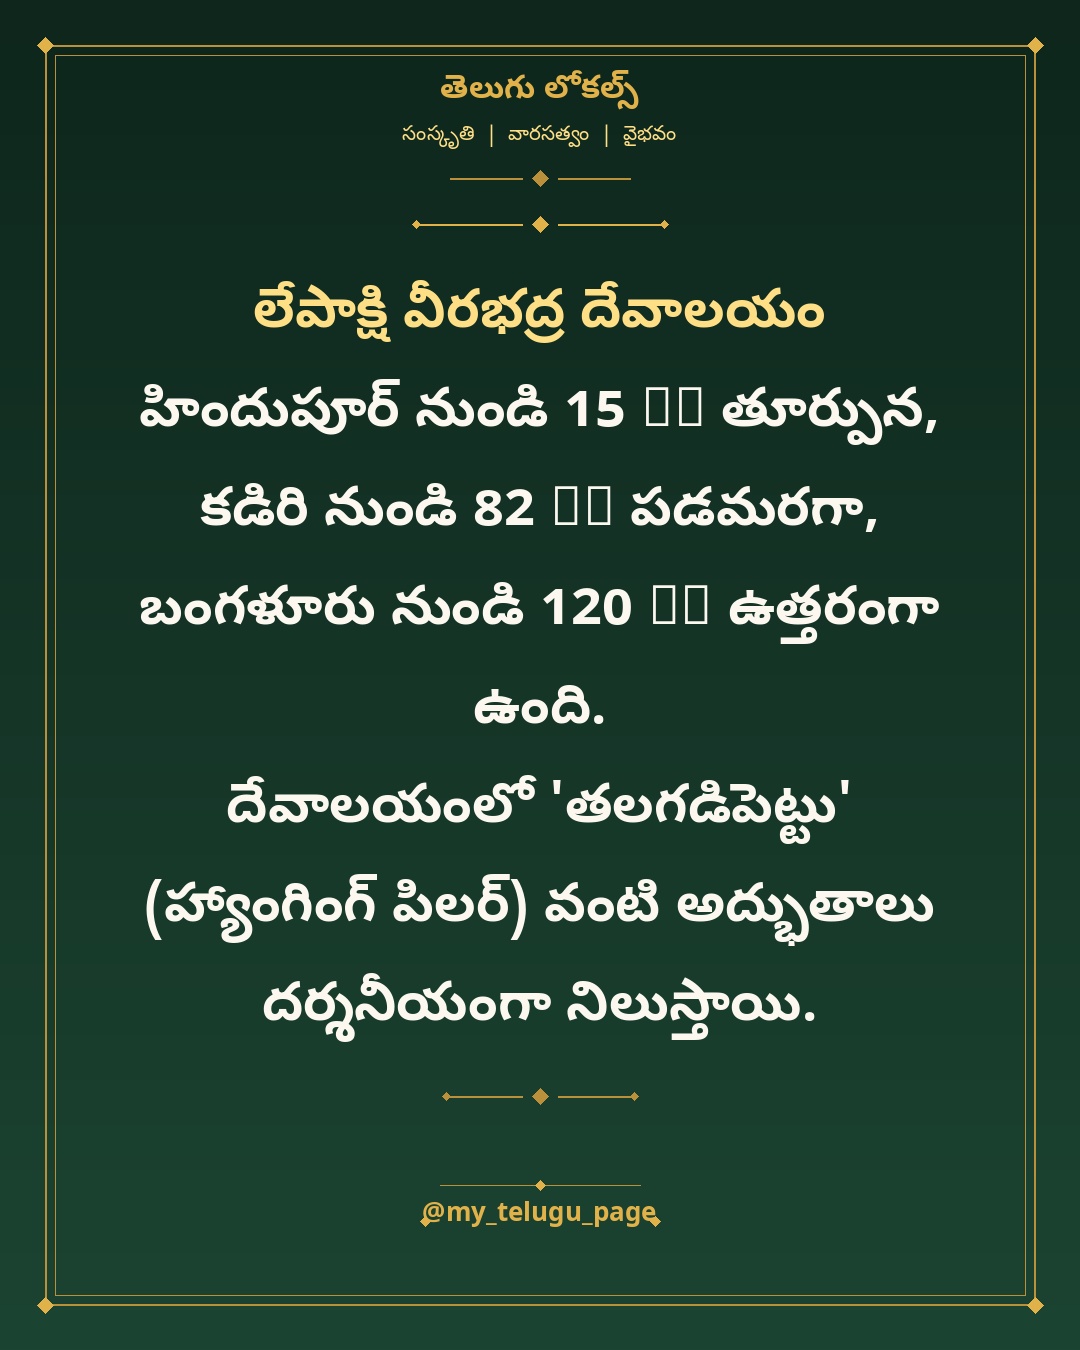 తెలుగు లోకల్స్
సంస్కృతి | వారసత్వం | వైభవం
లేపాక్షి వీరభద్ర దేవాలయం
హిందుపూర్ నుండి 15 తూర్పున,
కడిరి నుండి 82 పడమరగా,
బంగళూరు నుండి 120 ఉత్తరంగా
ఉంది.
దేవాలయంలో 'తలగడిపెట్టు'
(హ్యాంగింగ్ పిలర్) వంటి అద్భుతాలు
దర్శనీయంగా నిలుస్తాయి.
@my_telugu_page